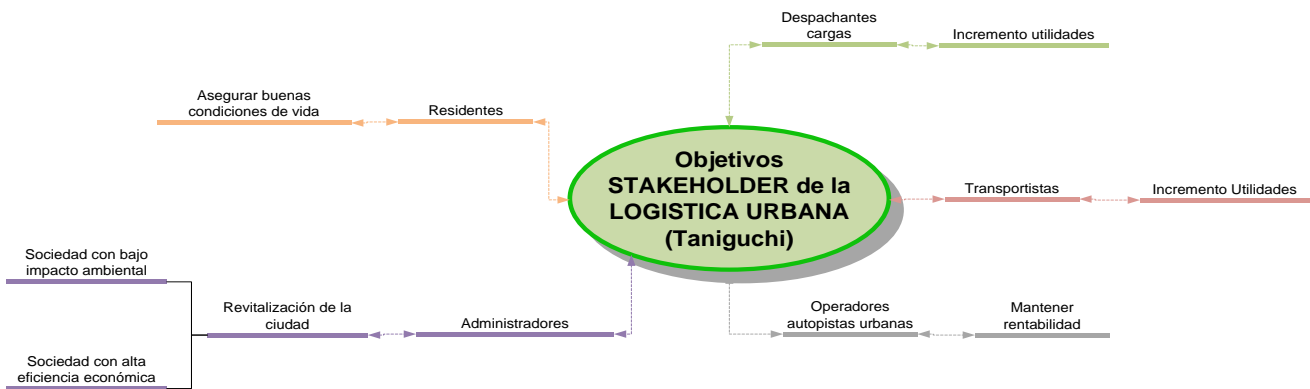 Despachantes
cargas
Incremento utilidades
Asegurar buenas
condiciones de vida
Residentes
Objetivos
STAKEHOLDER de la
LOGISTICA URBANA
(Taniguchi)
Transportistas
Incremento Utilidades
Sociedad con bajo
impacto ambiental
Revitalización de la
ciudad
Administradores
Operadores
autopistas urbanas
Mantener
rentabilidad
Sociedad con alta
eficiencia económica